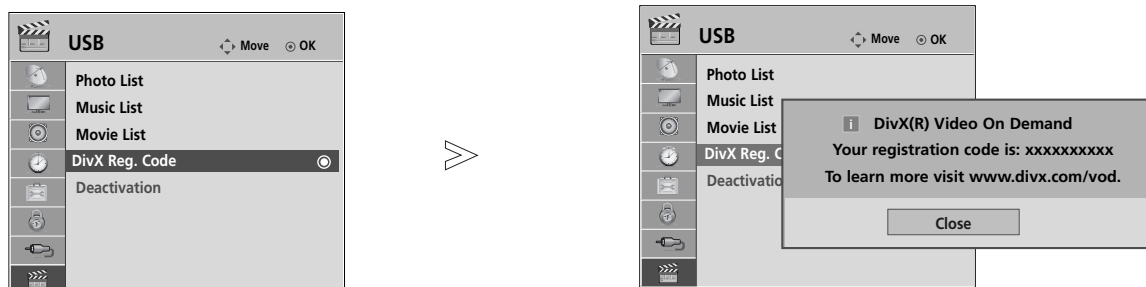 USB
Move OK
Photo List
Music List
Movie List
DivX Reg. Code
Deactivation
USB
Move OK
Photo List
Music List
Movie List
DivX Reg. C
Deactivatio
i DivX(R) Video On Demand
Your registration code is: xxxxxxxxxx
To learn more visit www.divx.com/vod.
Close